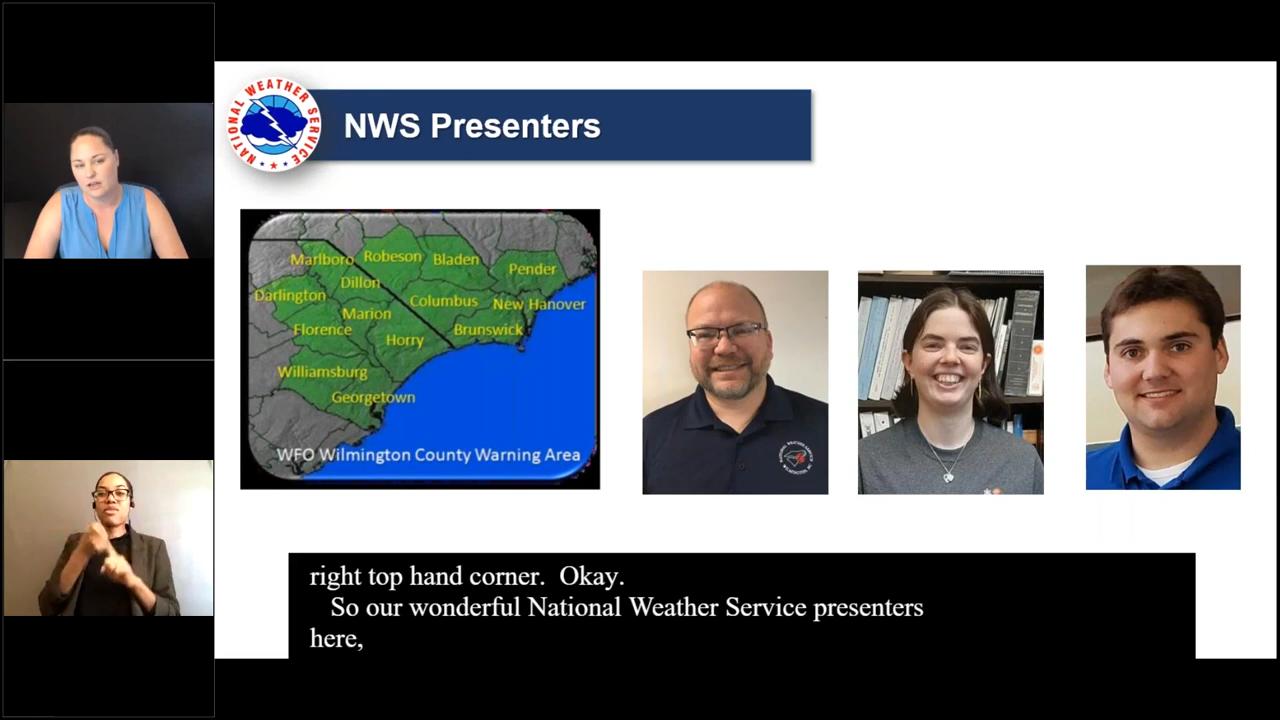 NATIONAL WEATHER SERVICE
NWS Presenters
Marlboro
Robeson
Bladen
Pender
Dillon
Darlington
Columbus
New Hanover
Marion
Florence
Brunswick
Horry
Williamsburg
Georgetown
WFO Wilmington County Warning Area
right top hand corner.  Okay.
So our wonderful National Weather Service presenters
here,